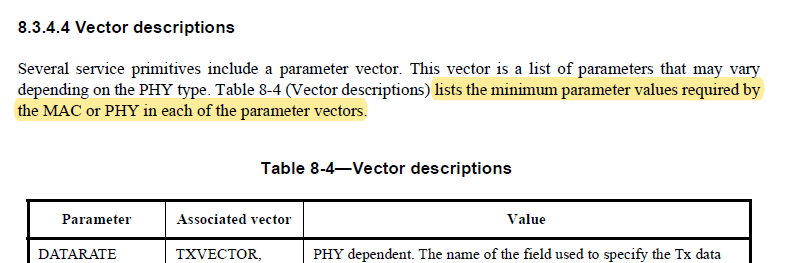 8.3.4.4 Vector descriptions
Several service primitives include a parameter vector. This vector is a list of parameters that may vary
depending on the PHY type. Table 8-4 (Vector descriptions) lists the minimum parameter values required by
the MAC or PHY in each of the parameter vectors.
Table 8-4—Vector descriptions
Parameter Associated vector Value
DATARATE TXVECTOR, PHY dependent. The name of the field used to specify the Tx data